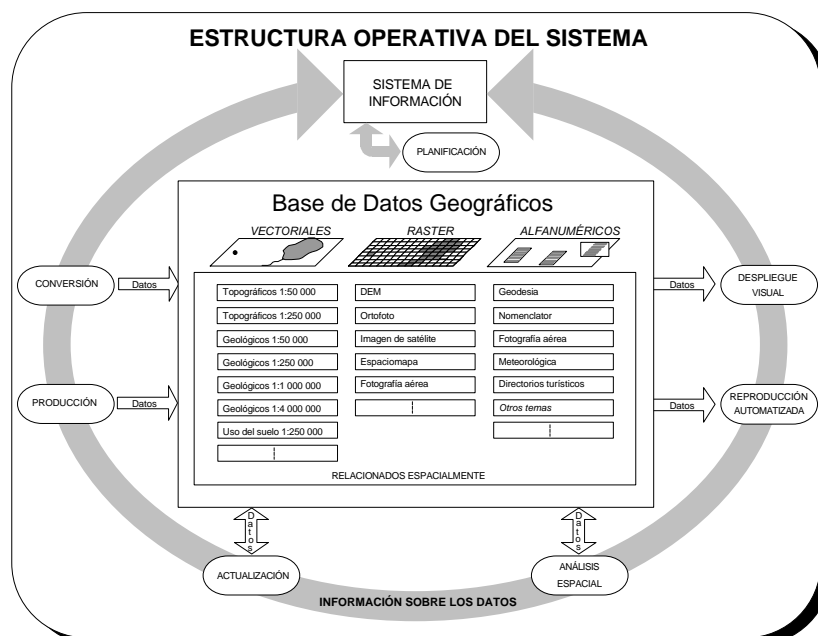 ESTRUCTURA OPERATIVA DEL SISTEMA
SISTEMA DE
INFORMACIÓN
PLANIFICACIÓN
Base de Datos Geográficos
VECTORIALES
RASTER
ALFANUMÉRICOS
CONVERSIÓN
Datos
PRODUCCIÓN
Datos
Topográficos 1:50 000
Topográficos 1:250 000
Geológicos 1:50 000
Geológicos 1:250 000
Geológicos 1:1 000 000
Geológicos 1:4 000 000
Uso del suelo 1:250 000
DEM
Ortofoto
Imagen de satélite
Espaciomapa
Fotografía aérea
Geodesia
Nomenclator
Fotografía aérea
Meteorológica
Directorios turísticos
Otros temas
RELACIONADOS ESPACIALMENTE
Datos
DESPLIEGUE
VISUAL
Datos
REPRODUCCIÓN
AUTOMATIZADA
Datos
ACTUALIZACIÓN
Datos
ANÁLISIS
ESPACIAL
INFORMACIÓN SOBRE LOS DATOS